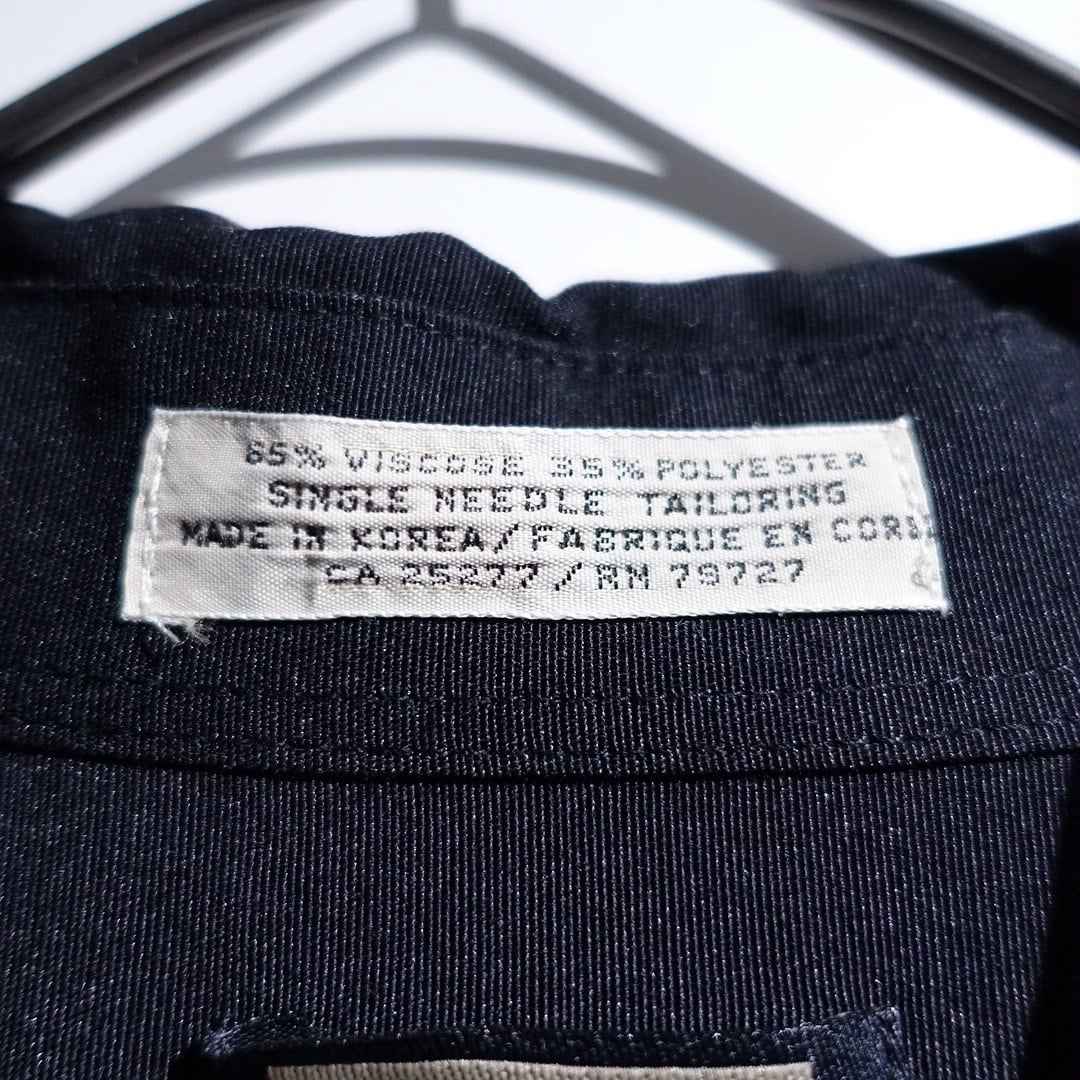 65% VISCOSE 35% POLYESTER
SINGLE NEEDLE TAILORING
MADE IN KOREA/FABRIQUE EN CORE
CA 25277/RN 79727